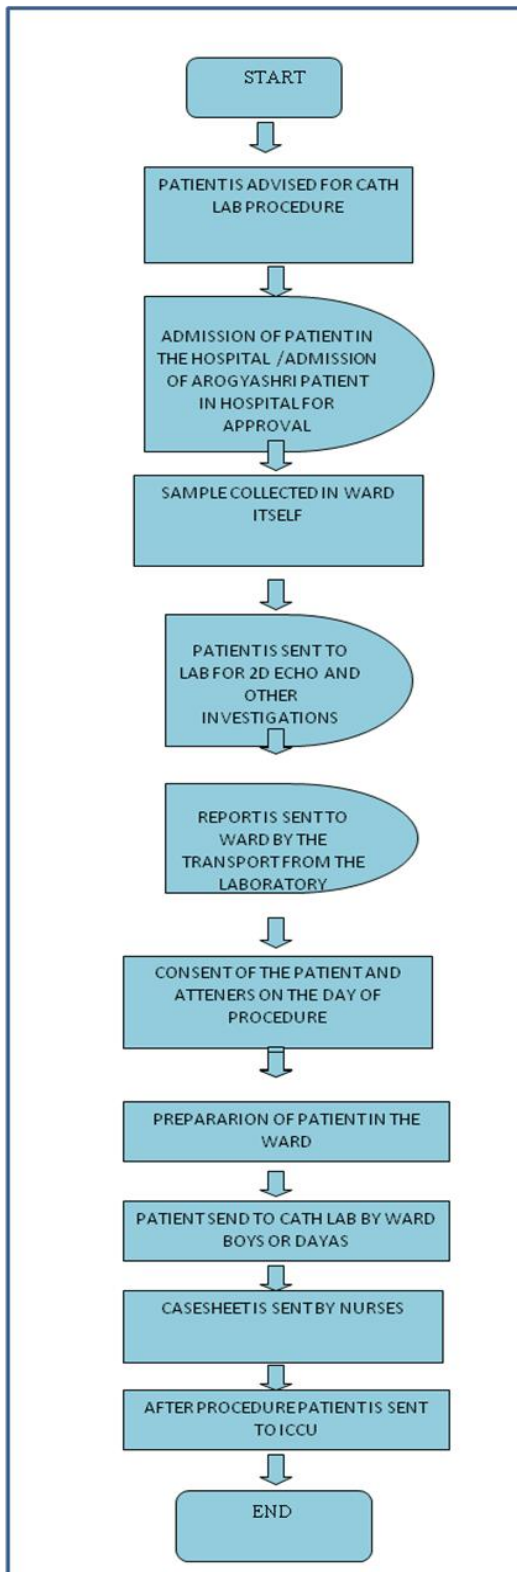 START
PATIENT IS ADVISED FOR CATH
LAB PROCEDURE
ADMISSION OF PATIENT IN
THE HOSPITAL /ADMISSION
OF AROGYASHRI PATIENT
IN HOSPITAL FOR
APPROVAL
SAMPLE COLLECTED IN WARD
ITSELF
PATIENT IS SENT TO
LAB FOR 2D ECHO AND
OTHER
INVESTIGATIONS
REPORT IS SENT TO
WARD BY THE
TRANSPORT FROM THE
LABORATORY
CONSENT OF THE PATIENT AND
ATTENERS ON THE DAY OF
PROCEDURE
PREPARARION OF PATIENT IN THE
WARD
PATIENT SEND TO CATH LAB BY WARD
BOYS OR DAYAS
CASESHEET IS SENT BY NURSES
AFTER PROCEDURE PATIENT IS SENT
TO ICCU
END